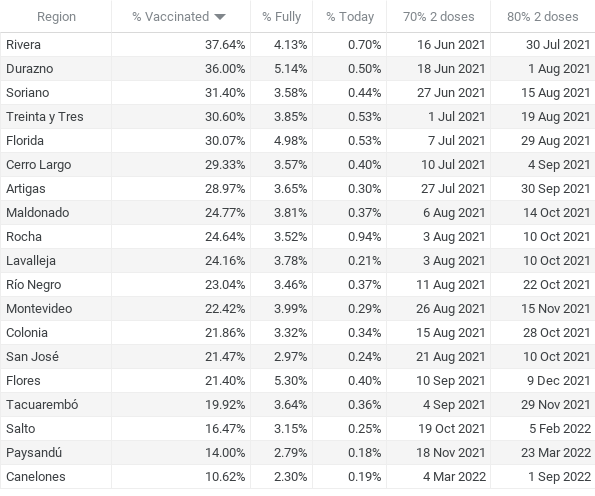 Region % Vaccinated % Fully % Today 70% 2 doses 80% 2 doses
Rivera 37.64% 4.13% 0.70% 16 Jun 2021 30 Jul 2021
Durazno 36.00% 5.14% 0.50% 18 Jun 2021 1 Aug 2021
Soriano 31.40% 3.58% 0.44% 27 Jun 2021 15 Aug 2021
Treinta y Tres 30.60% 3.85% 0.53% 1 Jul 2021 19 Aug 2021
Florida 30.07% 4.98% 0.53% 7 Jul 2021 29 Aug 2021
Cerro Largo 29.33% 3.57% 0.40% 10 Jul 2021 4 Sep 2021
Artigas 28.97% 3.65% 0.30% 27 Jul 2021 30 Sep 2021
Maldonado 24.77% 3.81% 0.37% 6 Aug 2021 14 Oct 2021
Rocha 24.64% 3.52% 0.94% 3 Aug 2021 10 Oct 2021
Lavalleja 24.16% 3.78% 0.21% 3 Aug 2021 10 Oct 2021
Río Negro 23.04% 3.46% 0.37% 11 Aug 2021 22 Oct 2021
Montevideo 22.42% 3.99% 0.29% 26 Aug 2021 15 Nov 2021
Colonia 21.86% 3.32% 0.34% 15 Aug 2021 28 Oct 2021
San José 21.47% 2.97% 0.24% 21 Aug 2021 10 Oct 2021
Flores 21.40% 5.30% 0.40% 10 Sep 2021 9 Dec 2021
Tacuarembó 19.92% 3.64% 0.36% 4 Sep 2021 29 Nov 2021
Salto 16.47% 3.15% 0.25% 19 Oct 2021 5 Feb 2022
Paysandú 14.00% 2.79% 0.18% 18 Nov 2021 23 Mar 2022
Canelones 10.62% 2.30% 0.19% 4 Mar 2022 1 Sep 2022